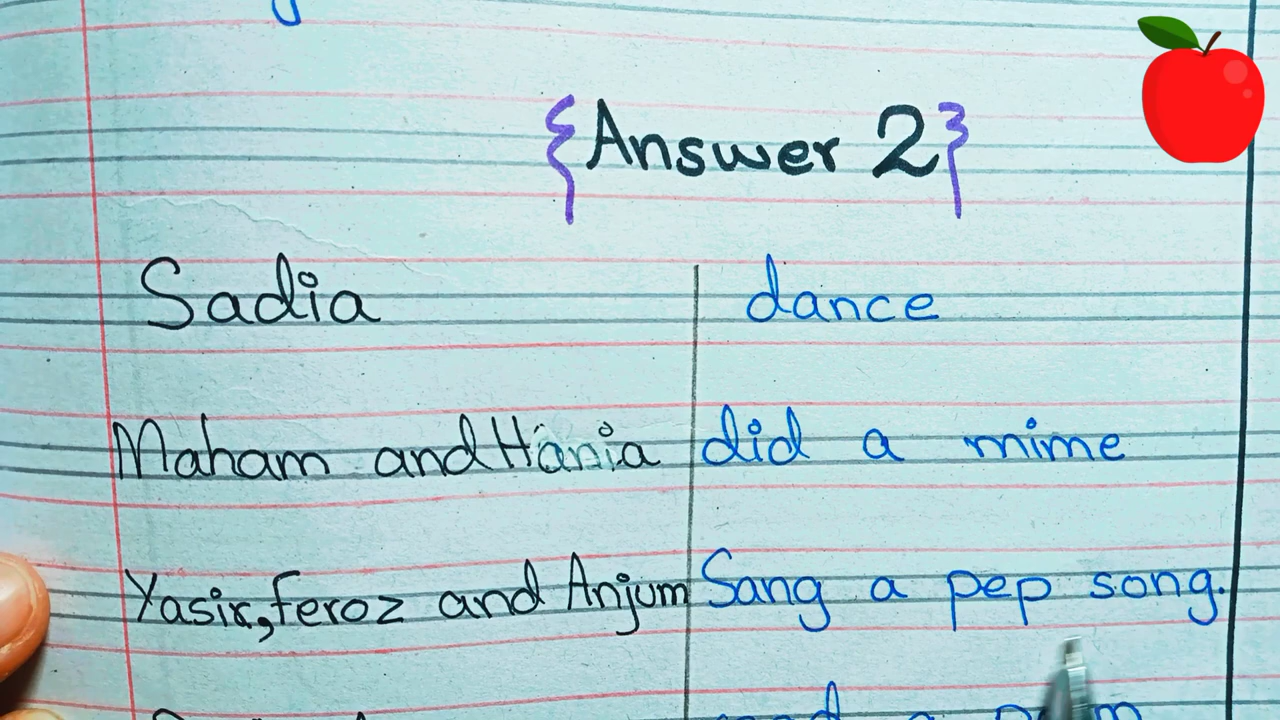 {Answer 2}
Sadia dance
Maham and Hania did a mime
Yasir, feroz and Anjum Sang a pep song.
a